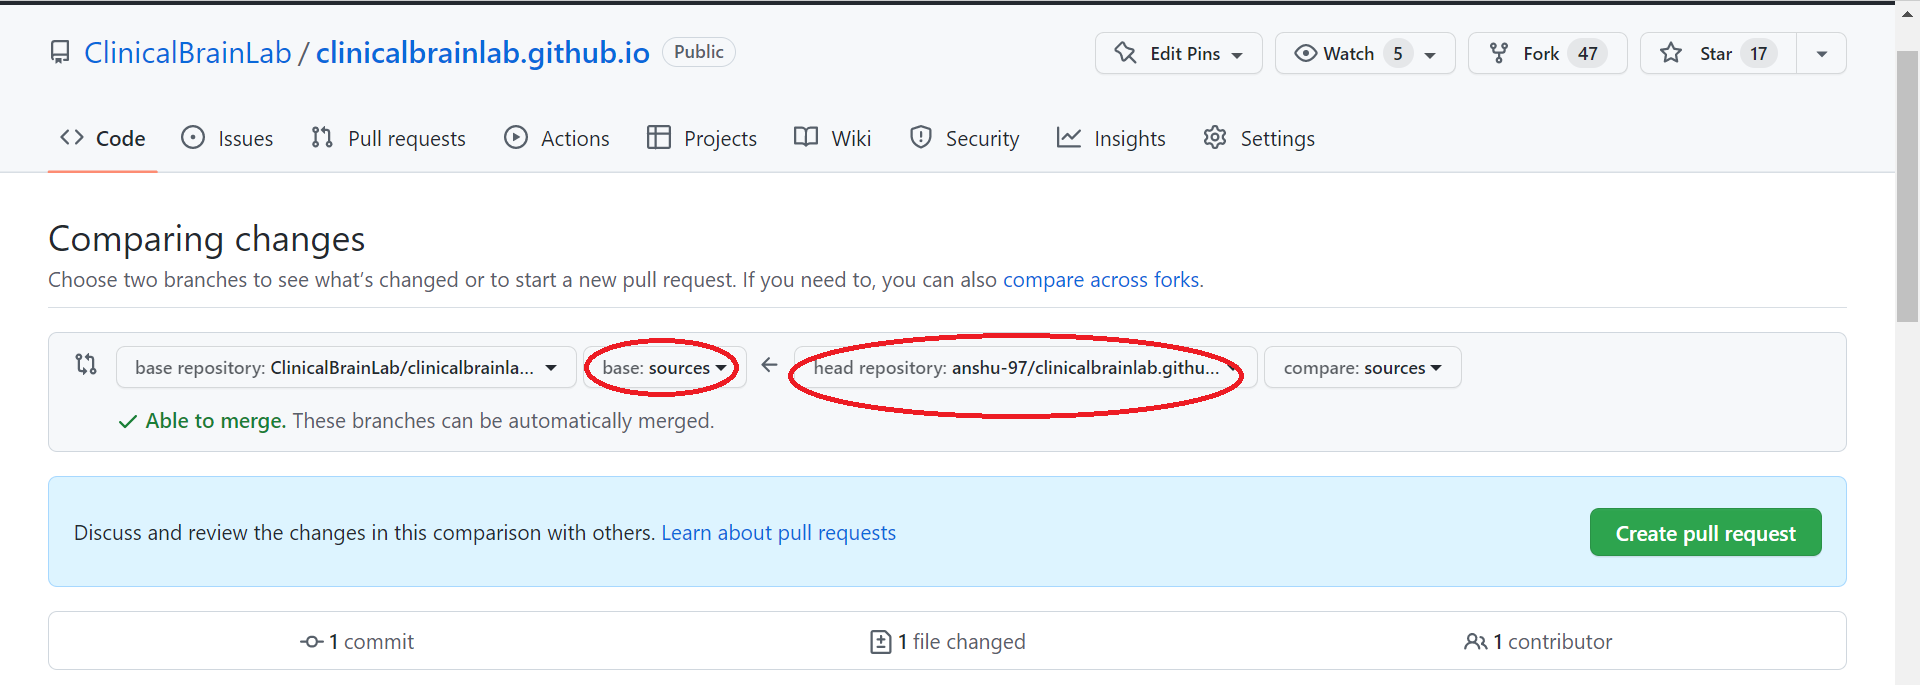 ClinicalBrainLab / clinicalbrainlab.github.io Public Edit Pins Watch 5 Fork 47 Star 17
Code Issues Pull requests Actions Projects Wiki Security Insights Settings
Comparing changes
Choose two branches to see what's changed or to start a new pull request. If you need to, you can also compare across forks.
base repository: ClinicalBrainLab/clinicalbrainla... base: sources head repository: anshu-97/clinicalbrainlab.githu... compare: sources
Able to merge. These branches can be automatically merged.
Discuss and review the changes in this comparison with others. Learn about pull requests Create pull request
1 commit 1 file changed 1 contributor